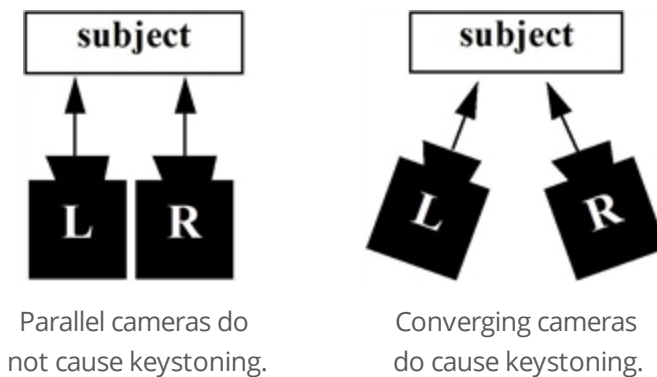 subject
L R
Parallel cameras do
not cause keystoning.
subject
L R
Converging cameras
do cause keystoning.